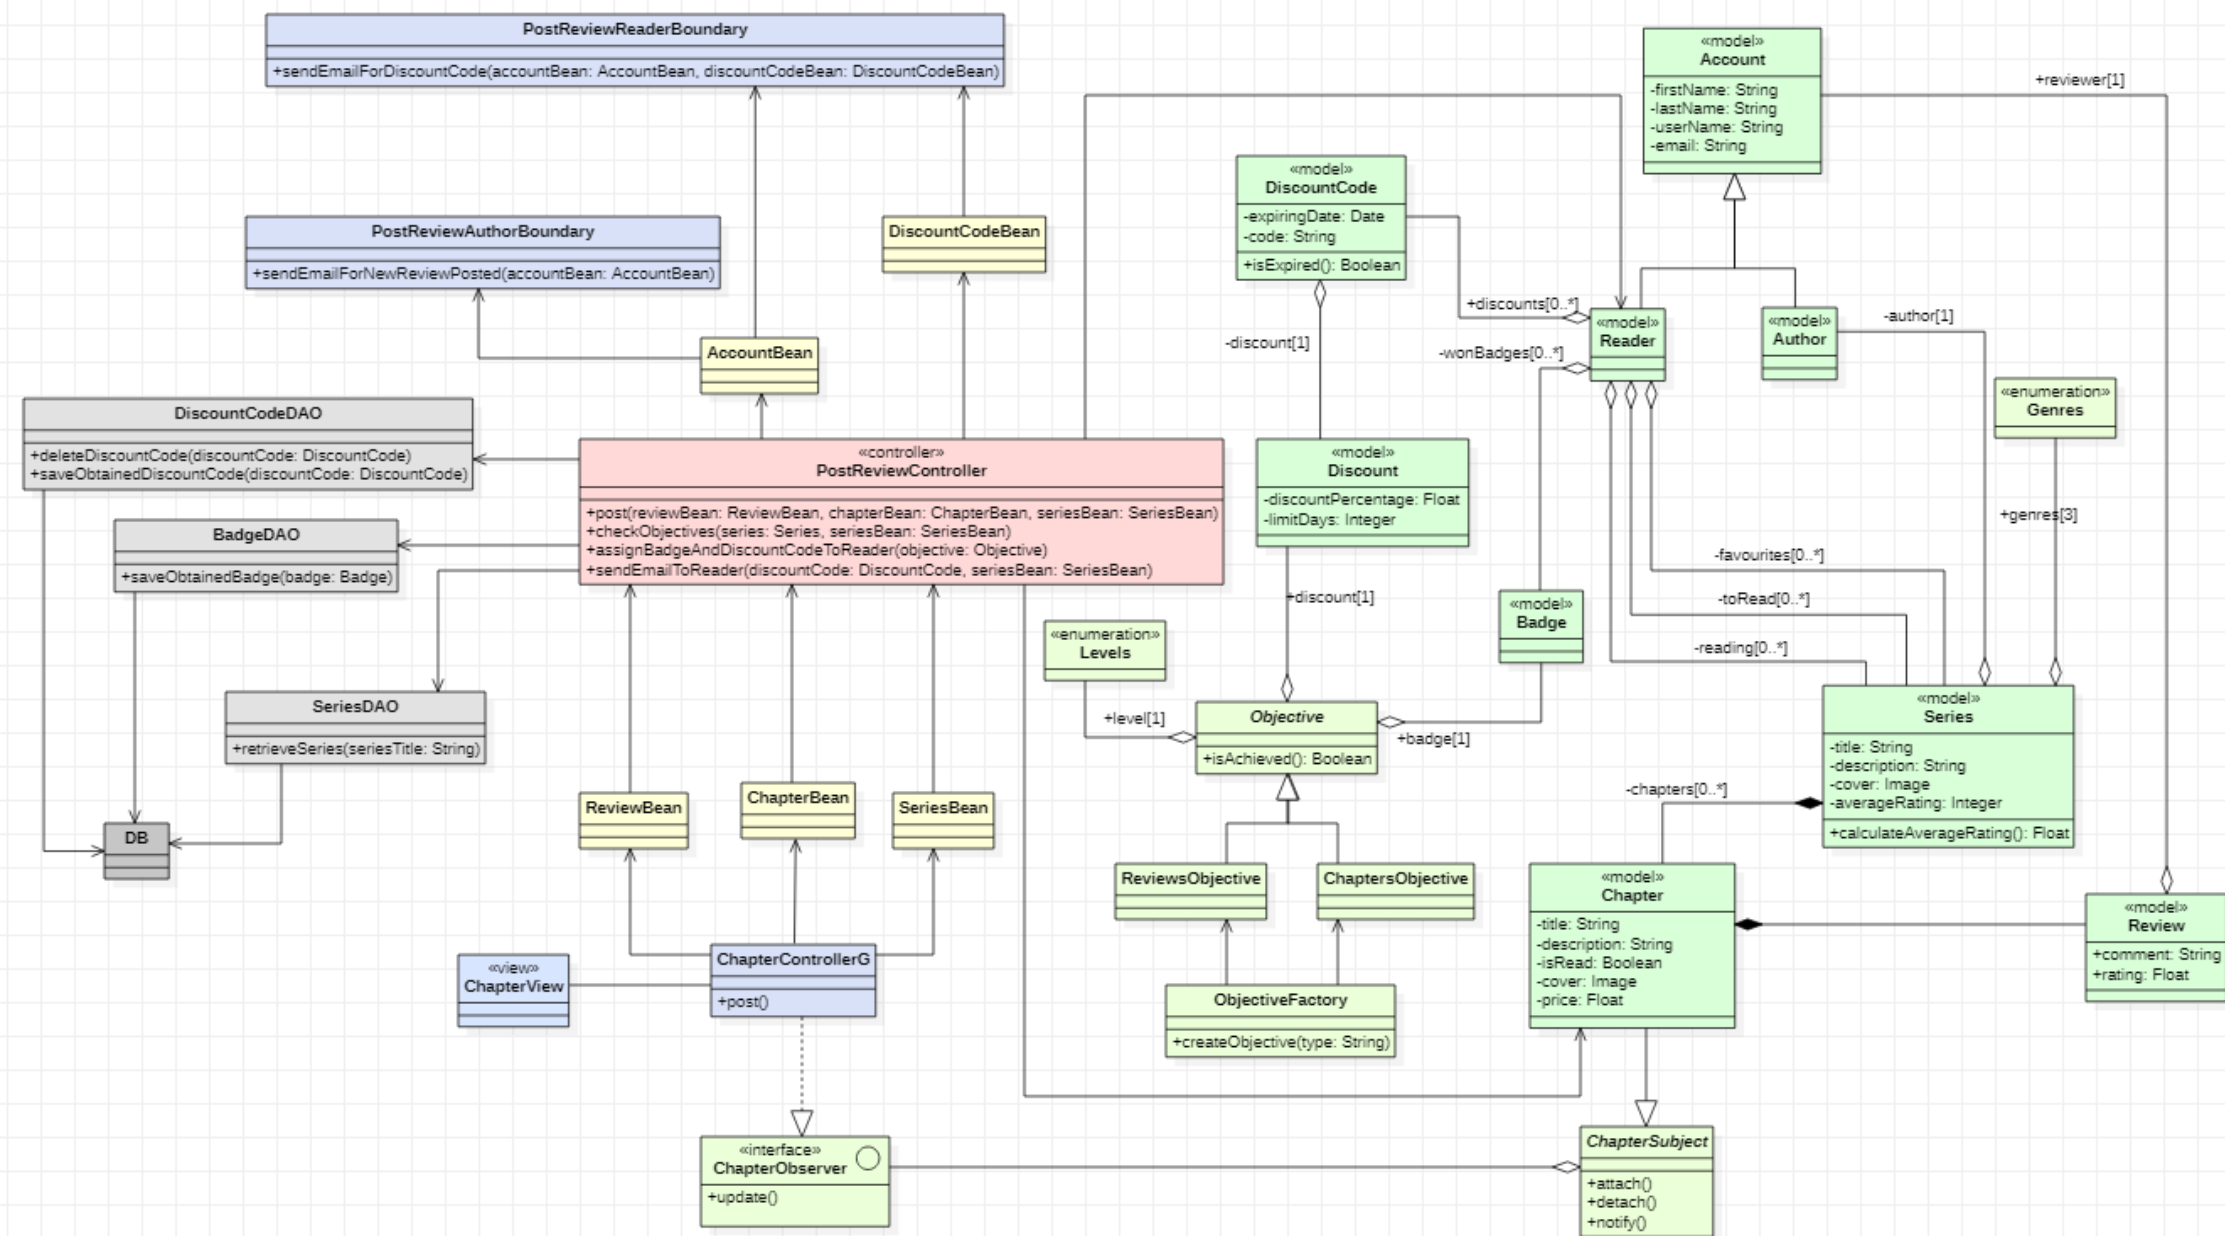 PostReviewReaderBoundary
+sendEmailForDiscountCode(accountBean: AccountBean, discountCodeBean: DiscountCodeBean)
«model»
Account
-firstName: String
-lastName: String
-userName: String
-email: String
+reviewer[1]
«model»
DiscountCode
-expiringDate: Date
-code: String
+isExpired(): Boolean
PostReviewAuthorBoundary
+sendEmailForNewReviewPosted(accountBean: AccountBean)
DiscountCodeBean
+discounts[0..*]
-discount[1]
-wonBadges[0..*]
«model»
Reader
«model»
Author
-author[1]
AccountBean
«enumeration»
Genres
DiscountCodeDAO
+deleteDiscountCode(discountCode: DiscountCode)
+saveObtainedDiscountCode(discountCode: DiscountCode)
«controller»
PostReviewController
+post(reviewBean: ReviewBean, chapterBean: ChapterBean, seriesBean: SeriesBean)
+checkObjectives(series: Series, seriesBean: SeriesBean)
+assignBadgeAndDiscountCodeToReader(objective: Objective)
+sendEmailToReader(discountCode: DiscountCode, seriesBean: SeriesBean)
«model»
Discount
-discountPercentage: Float
-limitDays: Integer
+genres[3]
BadgeDAO
+saveObtainedBadge(badge: Badge)
-favourites[0..*]
-toRead[0..*]
-reading[0..*]
+discount[1]
«model»
Badge
«enumeration»
Levels
SeriesDAO
+retrieveSeries(seriesTitle: String)
+level[1]
Objective
+isAchieved(): Boolean
+badge[1]
«model»
Series
-title: String
-description: String
-cover: Image
-averageRating: Integer
+calculateAverageRating(): Float
-chapters[0..*]
DB
ReviewBean
ChapterBean
SeriesBean
ReviewsObjective
ChaptersObjective
«model»
Chapter
-title: String
-description: String
-isRead: Boolean
-cover: Image
-price: Float
«model»
Review
+comment: String
+rating: Float
«view»
ChapterView
ChapterControllerG
+post()
ObjectiveFactory
+createObjective(type: String)
«interface»
ChapterObserver
+update()
ChapterSubject
+attach()
+detach()
+notify()